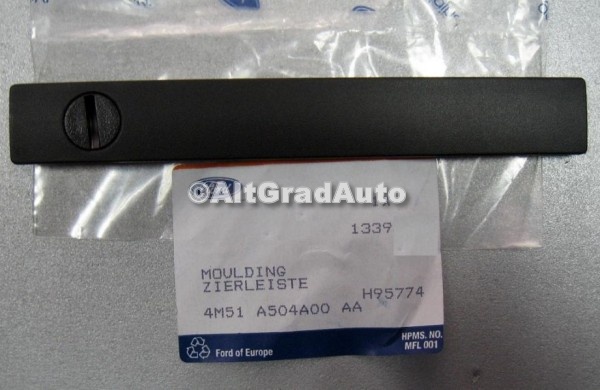 ©AltGradAuto
1339
MOULDING
ZIERLEISTE
H95774
4M51 A504A00 AA
Ford of Europe
HPMS. NO.
MFL 001